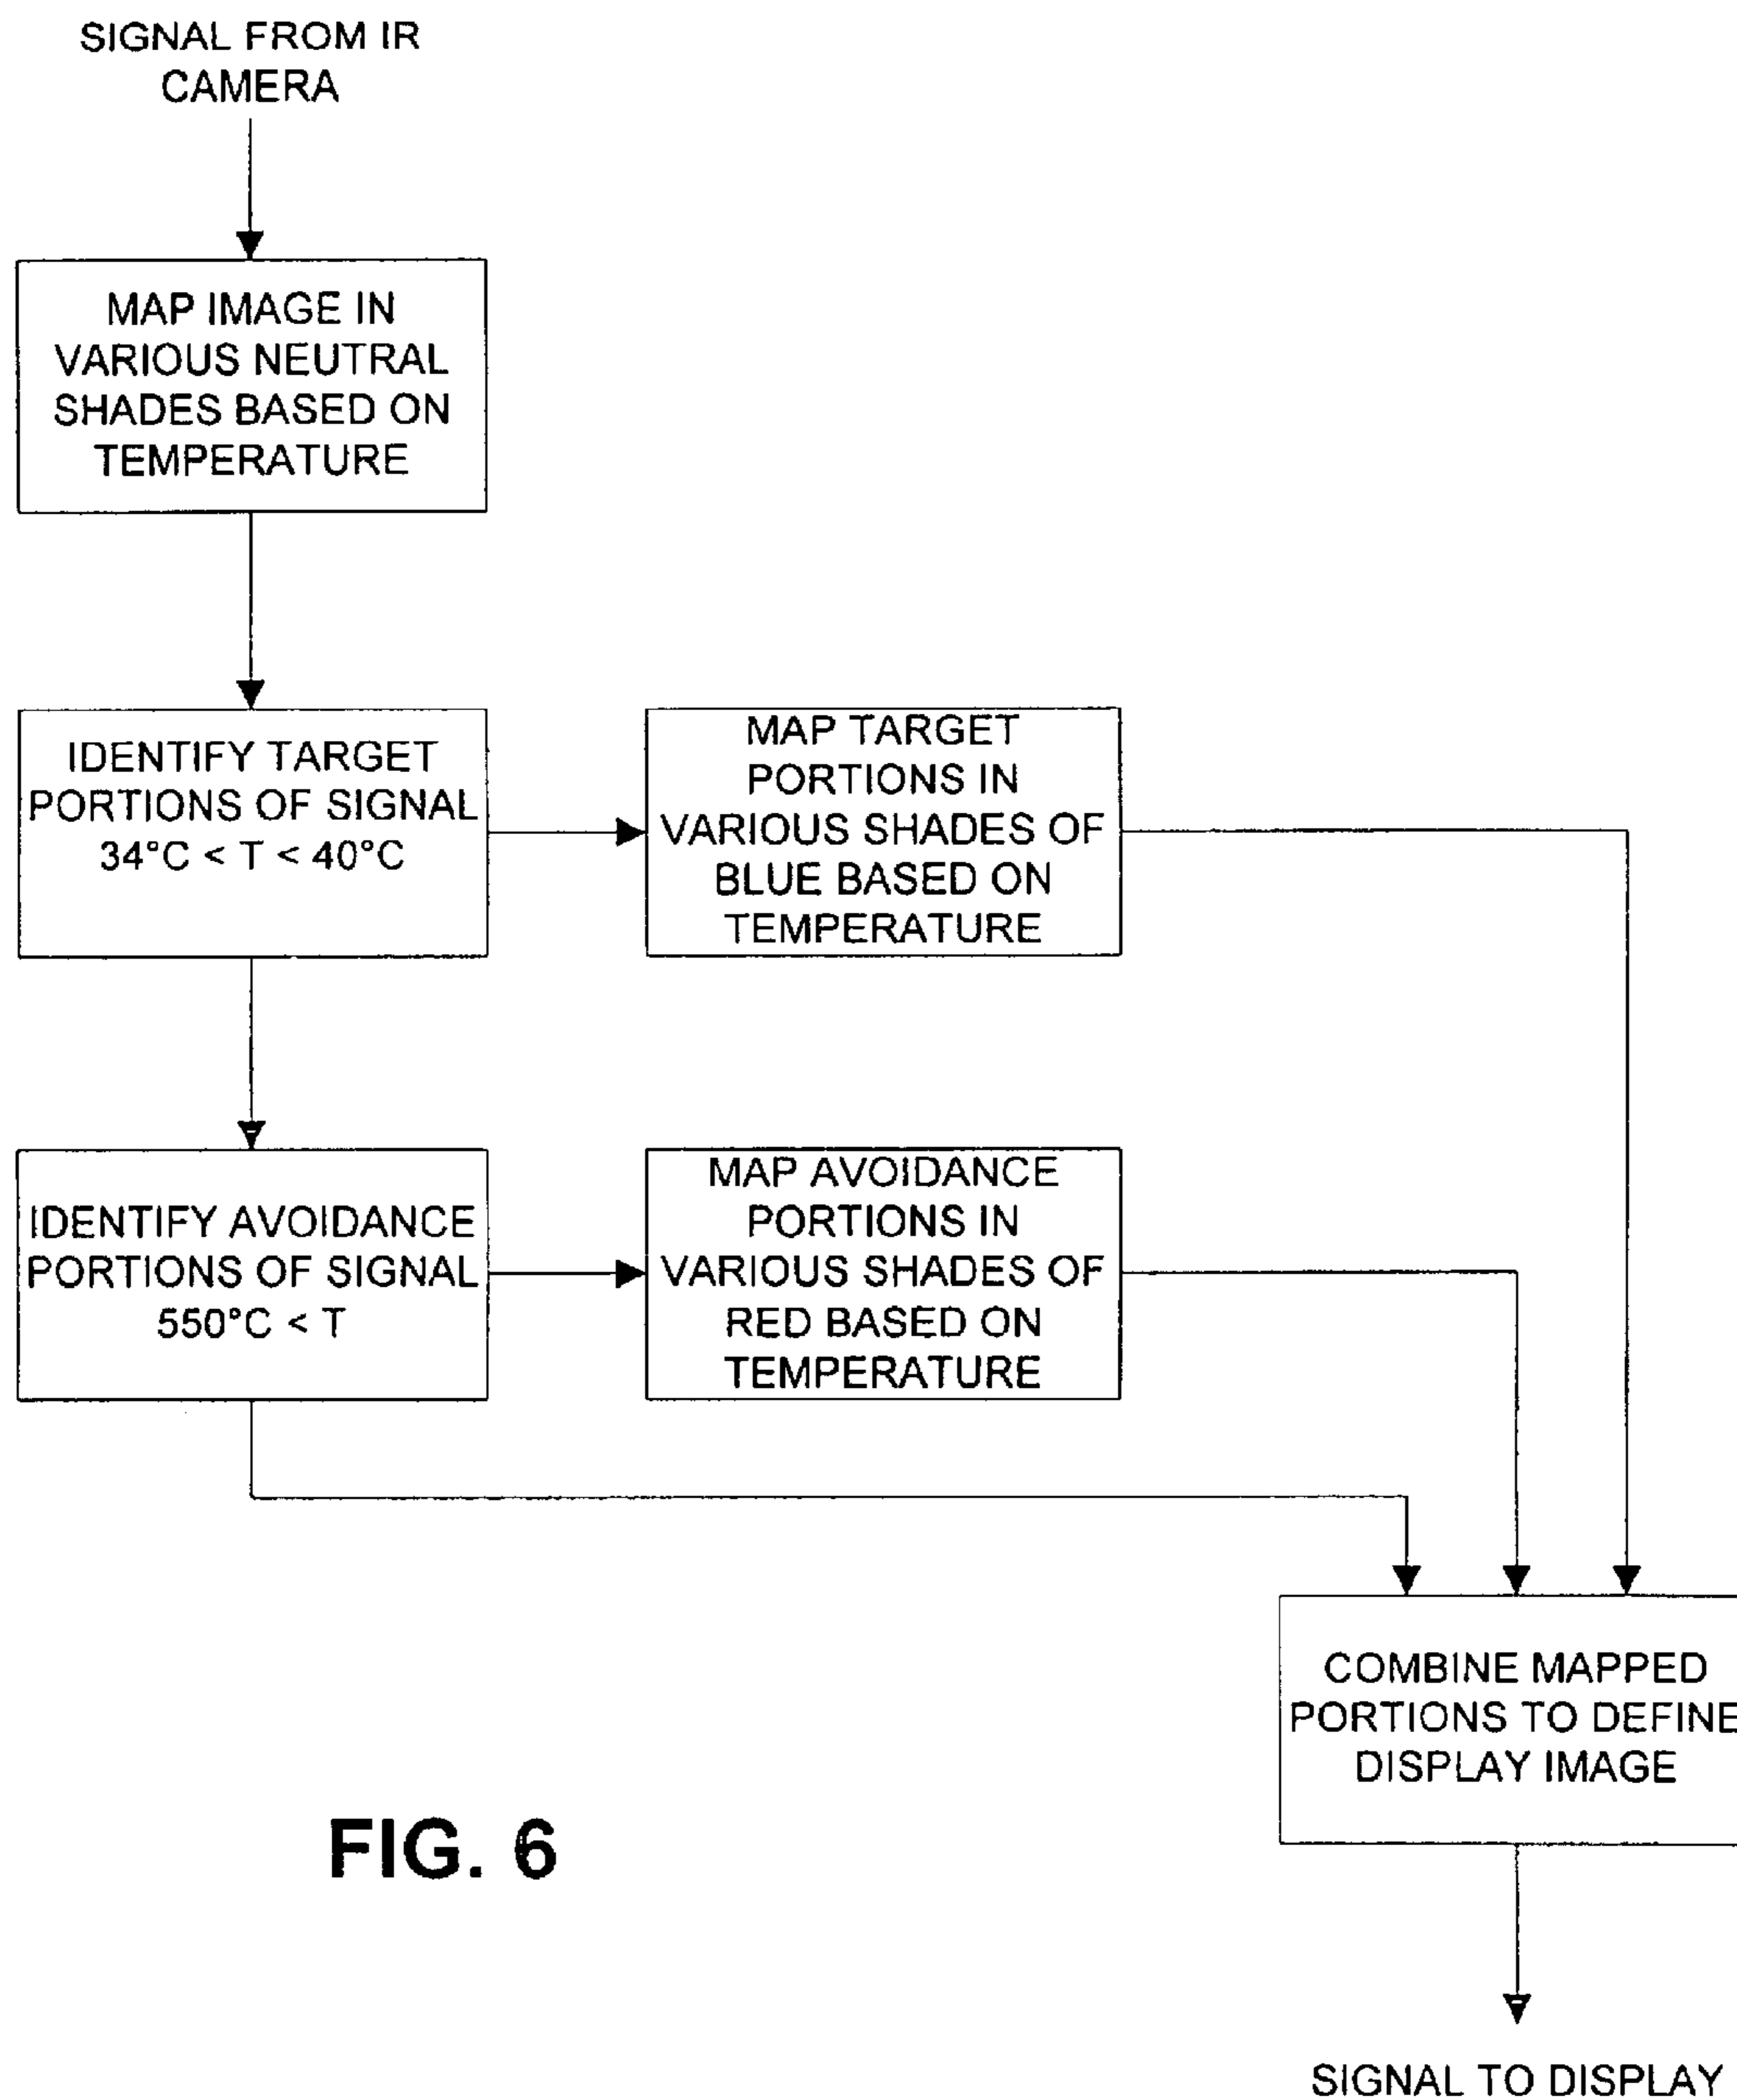 SIGNAL FROM IR
CAMERA
MAP IMAGE IN
VARIOUS NEUTRAL
SHADES BASED ON
TEMPERATURE
IDENTIFY TARGET
PORTIONS OF SIGNAL
34°C < T < 40°C
MAP TARGET
PORTIONS IN
VARIOUS SHADES OF
BLUE BASED ON
TEMPERATURE
IDENTIFY AVOIDANCE
PORTIONS OF SIGNAL
550°C < T
MAP AVOIDANCE
PORTIONS IN
VARIOUS SHADES OF
RED BASED ON
TEMPERATURE
COMBINE MAPPED
PORTIONS TO DEFINE
DISPLAY IMAGE
FIG. 6
SIGNAL TO DISPLAY